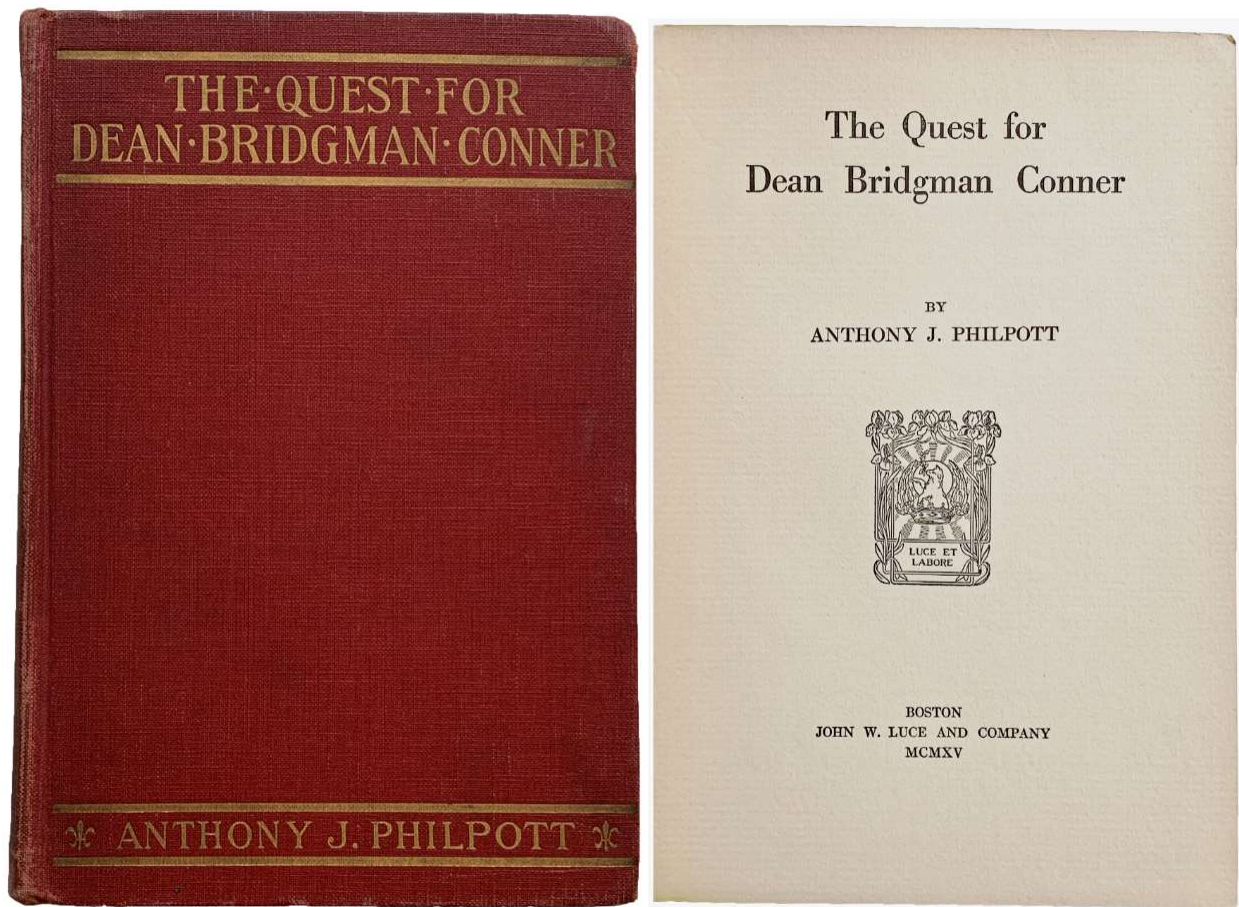 THE·QUEST·FOR
DEAN·BRIDGMAN·CONNER
ANTHONY J. PHILPOTT
The Quest for
Dean Bridgman Conner
BY
ANTHONY J. PHILPOTT
LUCE ET
LABORE
BOSTON
JOHN W. LUCE AND COMPANY
MCMXV